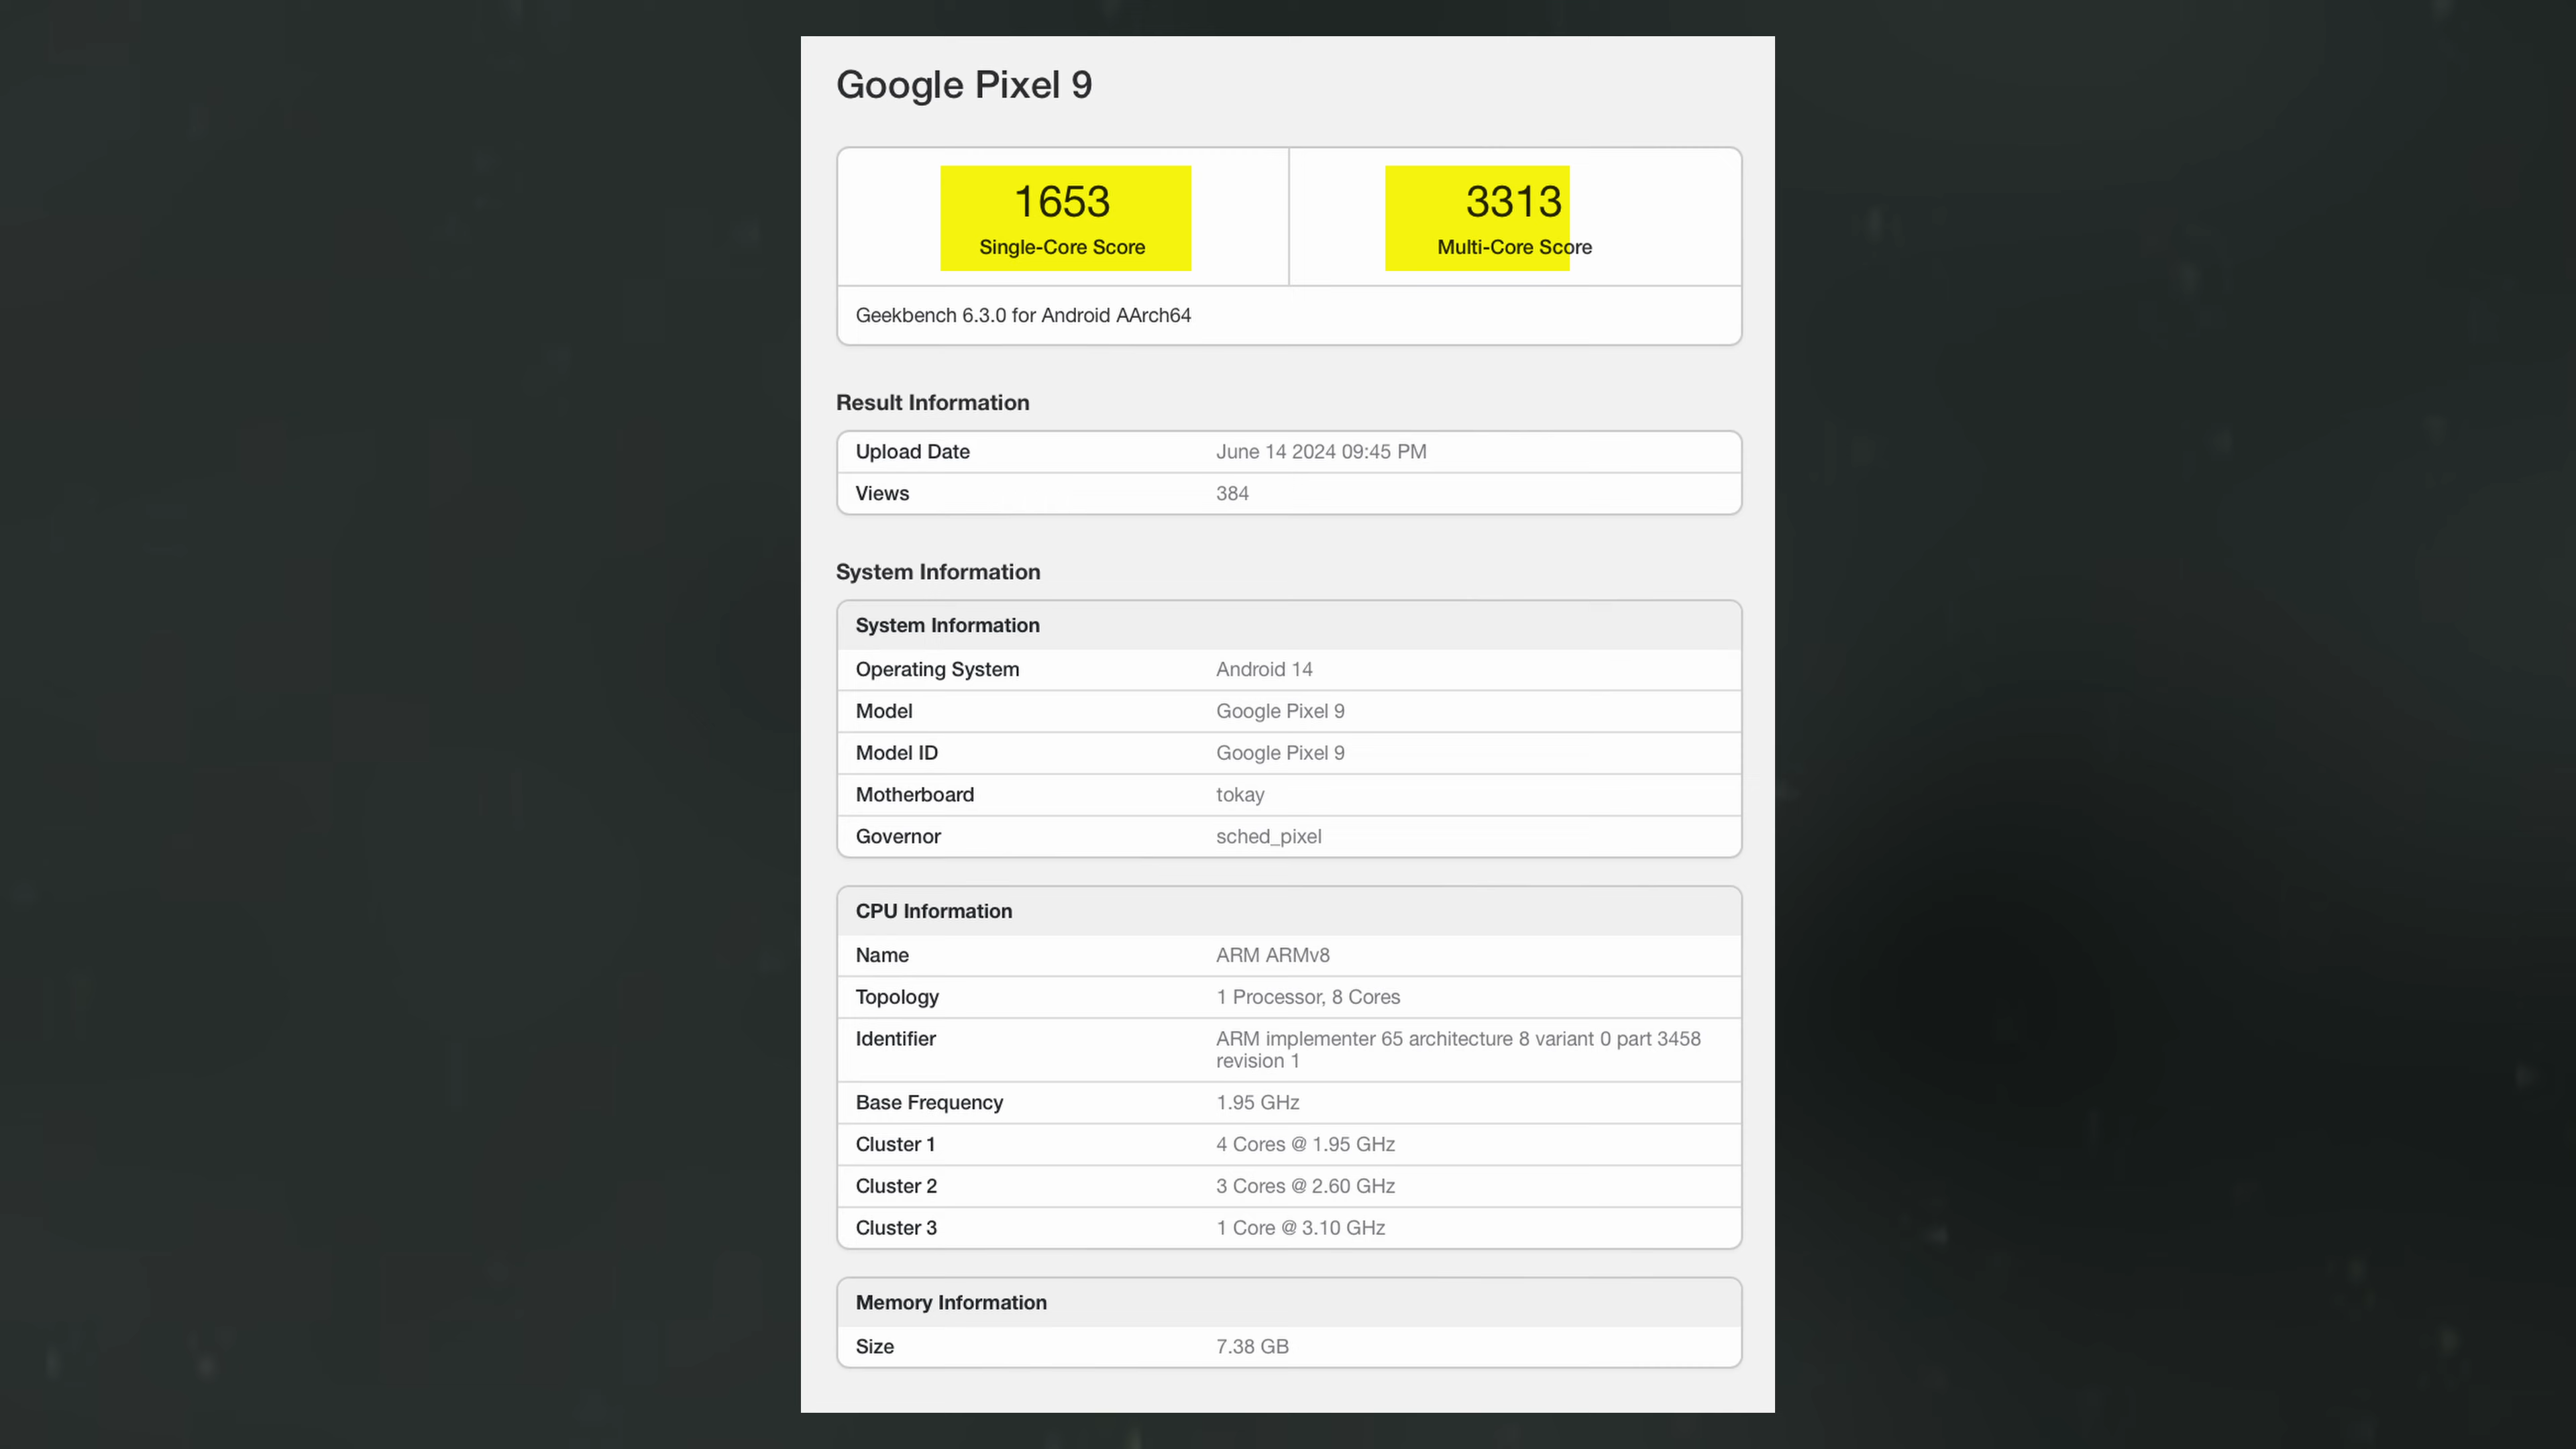 Google Pixel 9
1653
Single-Core Score
3313
Multi-Core Score
Geekbench 6.3.0 for Android AArch64
Result Information
Upload Date June 14 2024 09:45 PM
Views 384
System Information
System Information
Operating System Android 14
Model Google Pixel 9
Model ID Google Pixel 9
Motherboard tokay
Governor sched_pixel
CPU Information
Name ARM ARMv8
Topology 1 Processor, 8 Cores
Identifier ARM implementer 65 architecture 8 variant 0 part 3458
revision 1
Base Frequency 1.95 GHz
Cluster 1 4 Cores @ 1.95 GHz
Cluster 2 3 Cores @ 2.60 GHz
Cluster 3 1 Core @ 3.10 GHz
Memory Information
Size 7.38 GB